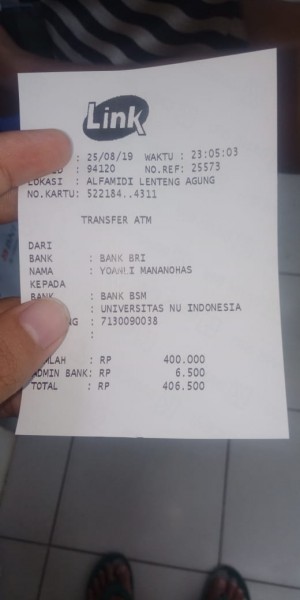 Link
: 25/08/19 WAKTU : 23:05:03
: 94120 NO.REF: 25573
LOKASI : ALFAMIDI LENTENG AGUNG
NO.KARTU: 522184..4311
TRANSFER ATM
DARI
BANK : BANK BRI
NAMA : MANANOHAS
KEPADA
BANK : BANK BSM
: UNIVERSITAS NU INDONESIA
: 7130090038
:
: RP 400.000
ADMIN BANK: RP 6.500
TOTAL : RP 406.500